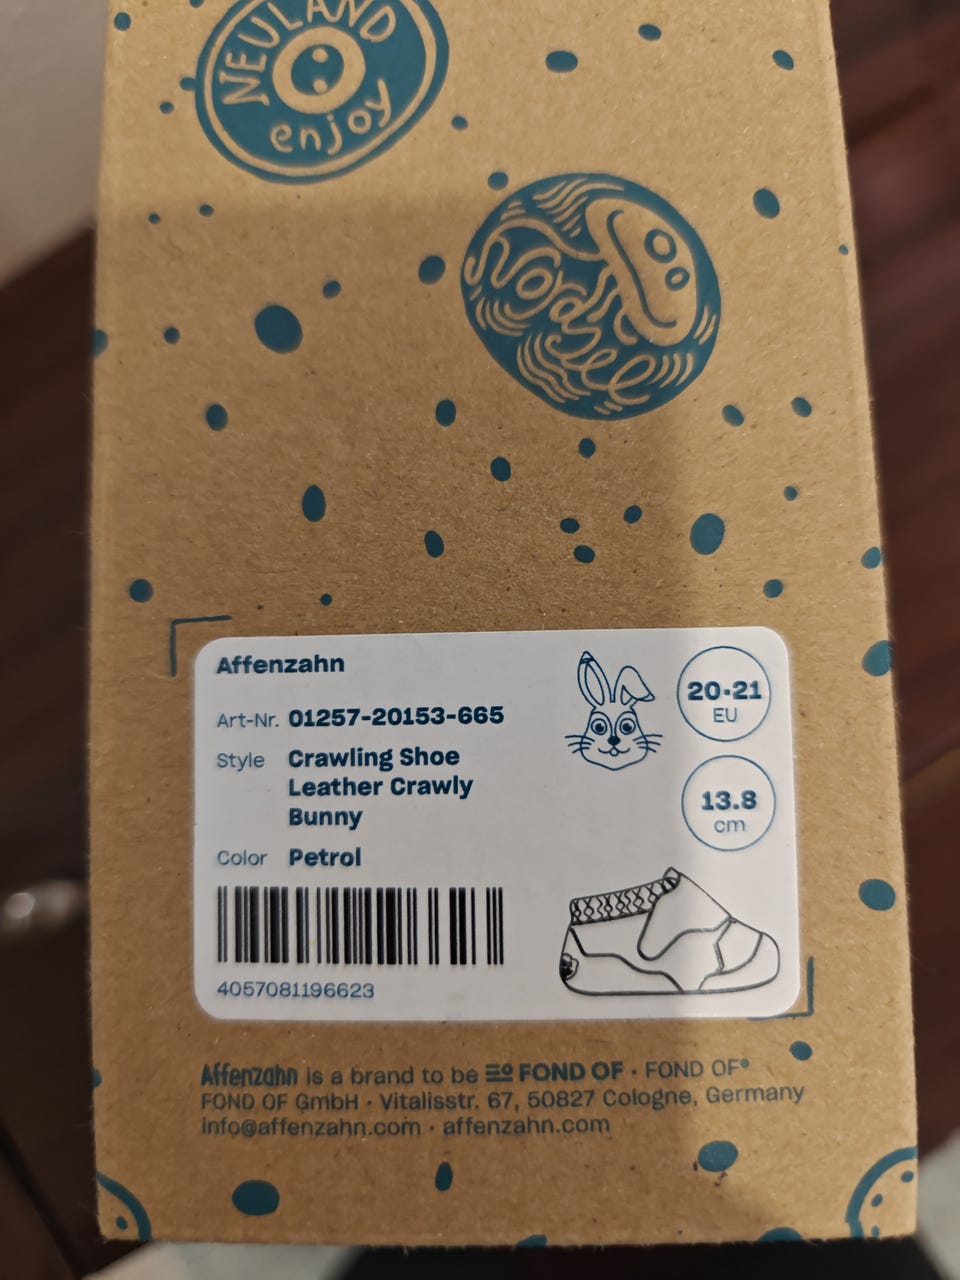 NEULAND
enjoy
Nordsee
Affenzahn
Art-Nr. 01257-20153-665
Style Crawling Shoe
Leather Crawly
Bunny
Color Petrol
20-21
EU
13.8
cm
4057081196623
Affenzahn is a brand to be FOND OF · FOND OF®
FOND OF GmbH · Vitalisstr. 67, 50827 Cologne, Germany
info@affenzahn.com · affenzahn.com